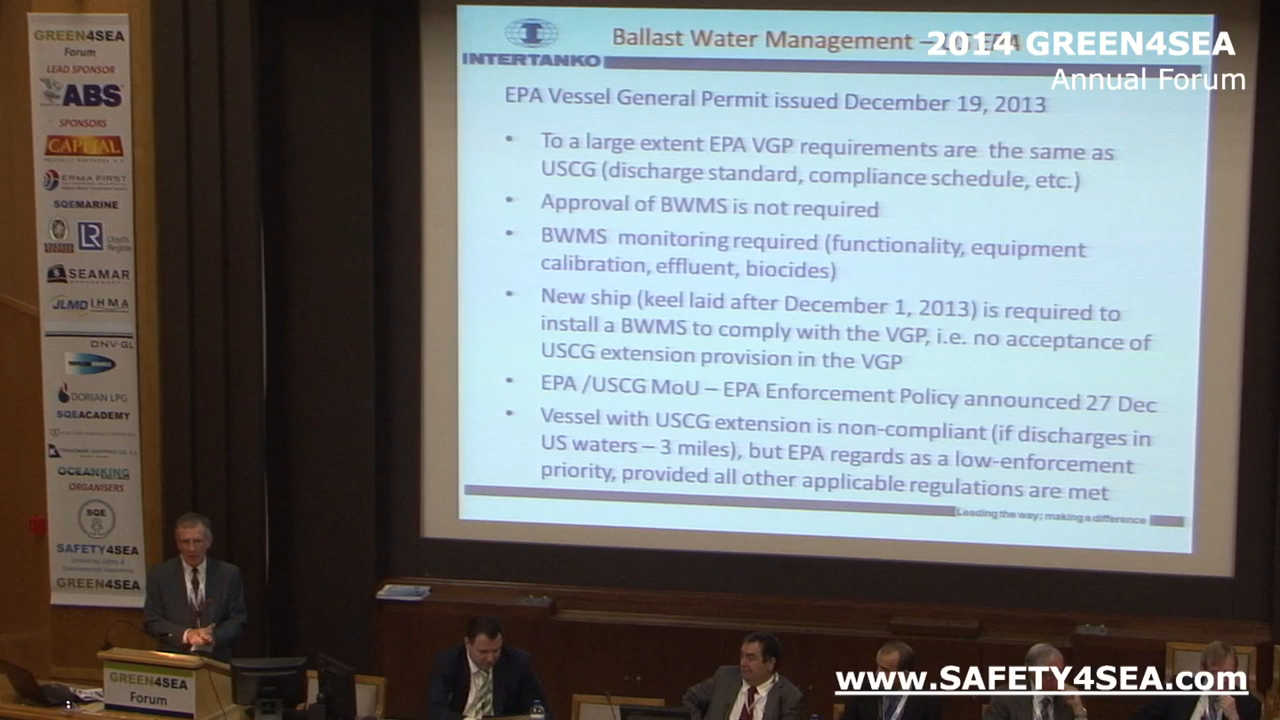 GREEN4SEA
Forum
LEAD SPONSOR
ABS
SPONSORS
CAPITAL
ERMA FIRST
SQEMARINE
Lloyd's
Register
SEAMAR
JLMD IHMA
DNV·GL
DORIAN LPG
SQEACADEMY
OCEANKING
ORGANISERS
SQE
SAFETY4SEA
GREEN4SEA
INTERTANKO
Ballast Water Management –
2014 GREEN4SEA
Annual Forum
EPA Vessel General Permit issued December 19, 2013
• To a large extent EPA VGP requirements are the same as
USCG (discharge standard, compliance schedule, etc.)
• Approval of BWMS is not required
• BWMS monitoring required (functionality, equipment
calibration, effluent, biocides)
• New ship (keel laid after December 1, 2013) is required to
install a BWMS to comply with the VGP, i.e. no acceptance of
USCG extension provision in the VGP
• EPA /USCG MoU – EPA Enforcement Policy announced 27 Dec
• Vessel with USCG extension is non-compliant (if discharges in
US waters – 3 miles), but EPA regards as a low-enforcement
priority, provided all other applicable regulations are met
Leading the way; making a difference
GREEN4SEA
Forum
www.SAFETY4SEA.com